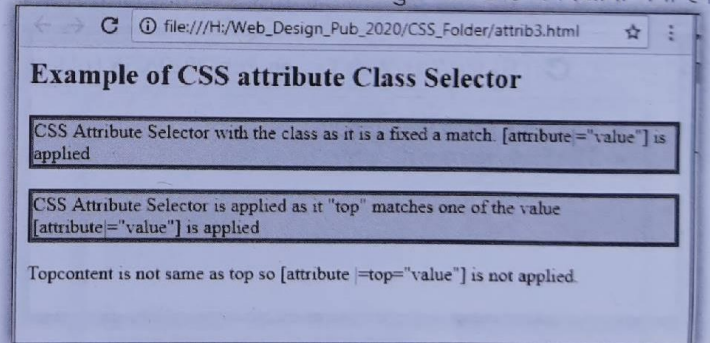 file:///H:/Web_Design_Pub_2020/CSS_Folder/attrib3.html
Example of CSS attribute Class Selector
CSS Attribute Selector with the class as it is a fixed a match. [attribute|="value"] is
applied
CSS Attribute Selector is applied as it "top" matches one of the value
[attribute|="value"] is applied
Topcontent is not same as top so [attribute |=top="value"] is not applied.